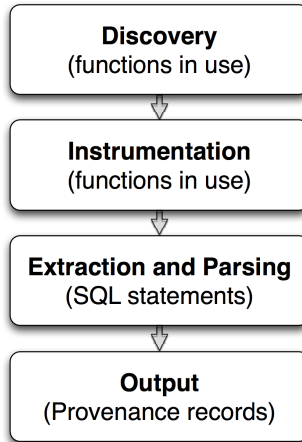 Discovery
(functions in use)
Instrumentation
(functions in use)
Extraction and Parsing
(SQL statements)
Output
(Provenance records)